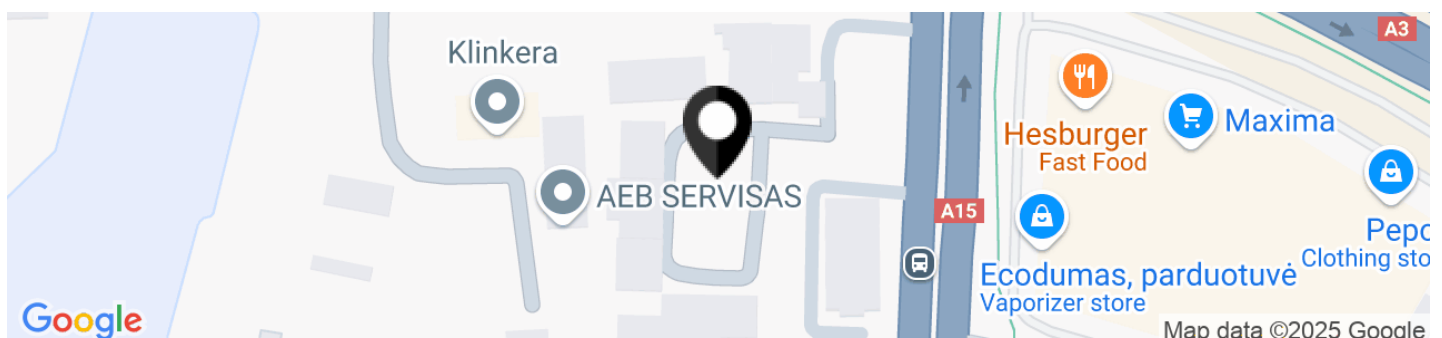 A3
Klinkera
Hesburger
Fast Food
Maxima
AEB SERVISAS
A15
Pepc
Clothing sto
Ecodumas, parduotuvė
Vaporizer store
Google
Map data ©2025 Google